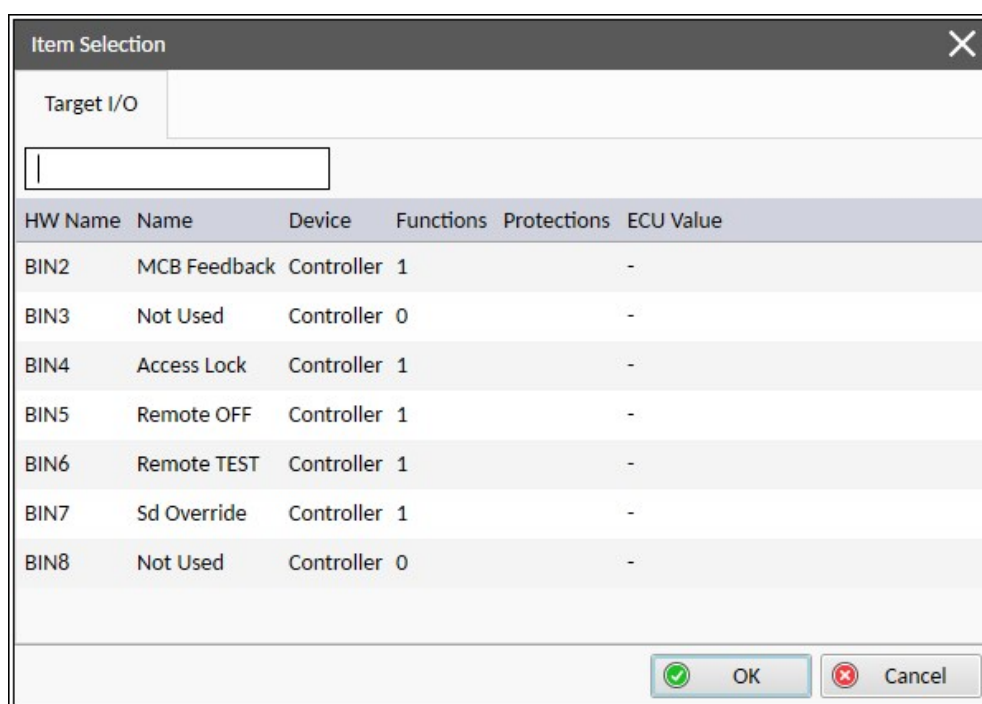 Item Selection
Target I/O
HW Name Name Device Functions Protections ECU Value
BIN2 MCB Feedback Controller 1 -
BIN3 Not Used Controller 0 -
BIN4 Access Lock Controller 1 -
BIN5 Remote OFF Controller 1 -
BIN6 Remote TEST Controller 1 -
BIN7 Sd Override Controller 1 -
BIN8 Not Used Controller 0 -
OK Cancel